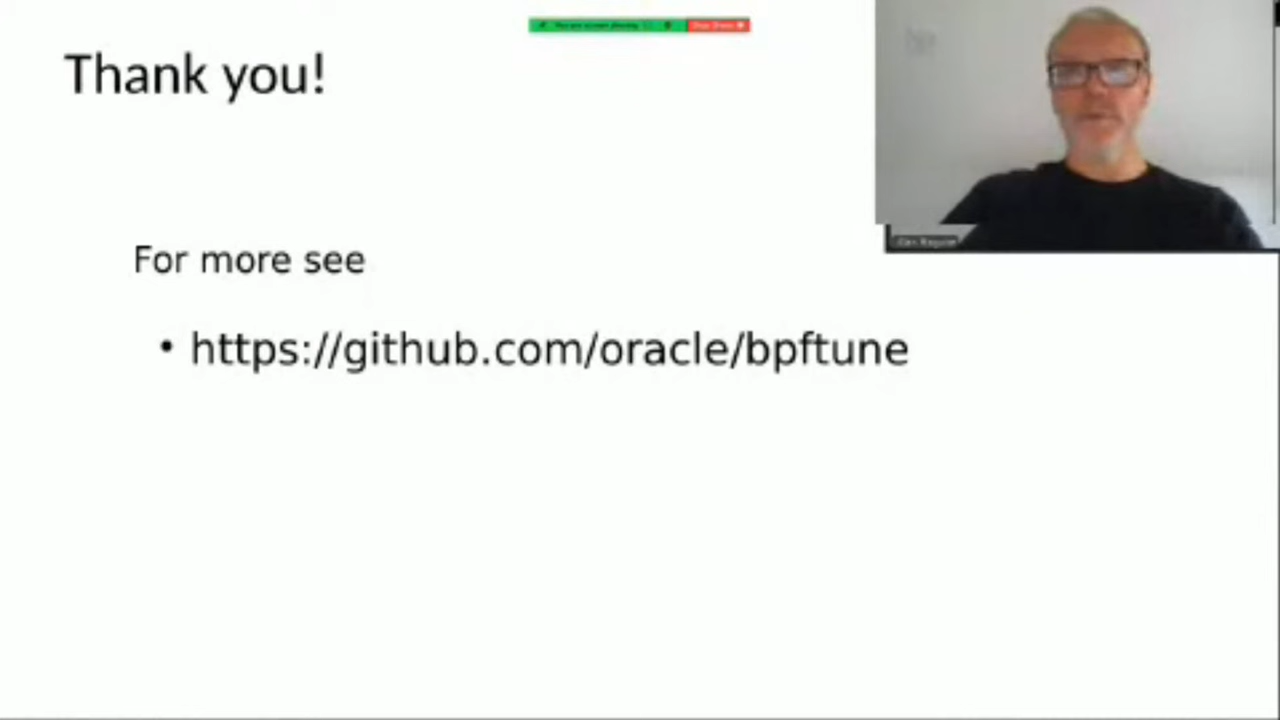 Thank you!
For more see
• https://github.com/oracle/bpftune